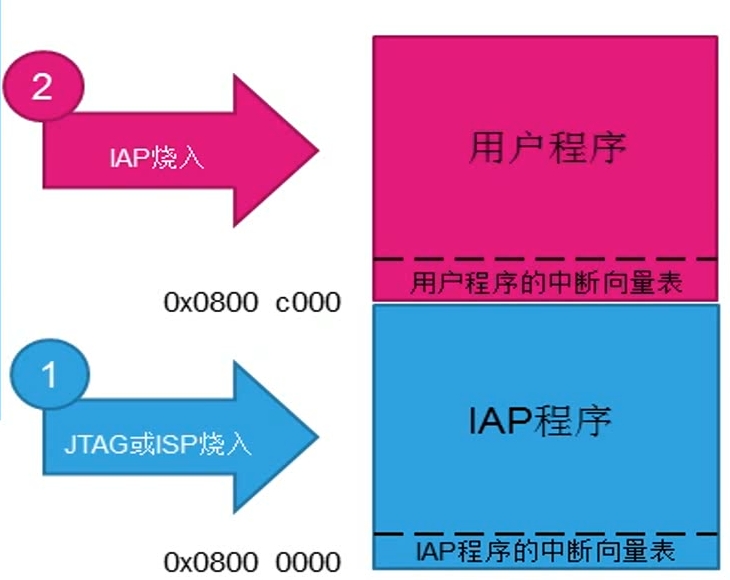 2
IAP烧入
用户程序
用户程序的中断向量表
0x0800 c000
1
JTAG或ISP烧入
IAP程序
IAP程序的中断向量表
0x0800 0000